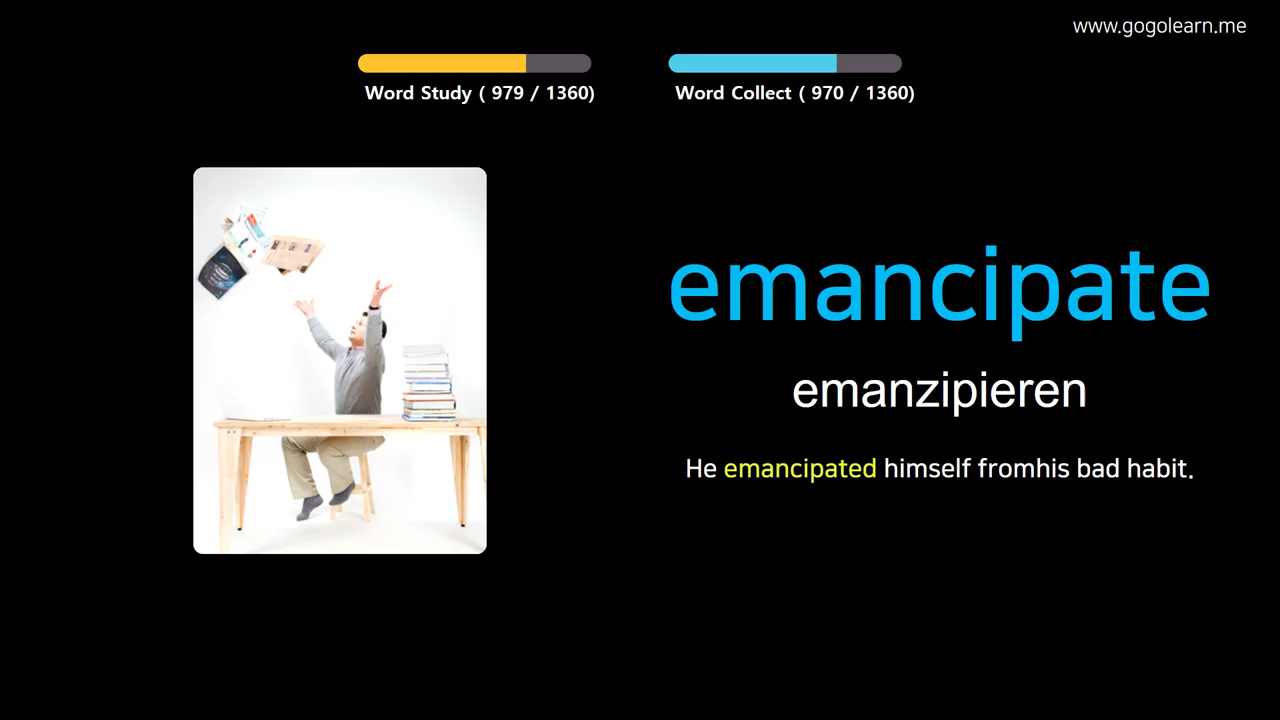 www.gogolearn.me
Word Study ( 979 / 1360)
Word Collect ( 970 / 1360)
emancipate
emanzipieren
He emancipated himself fromhis bad habit.